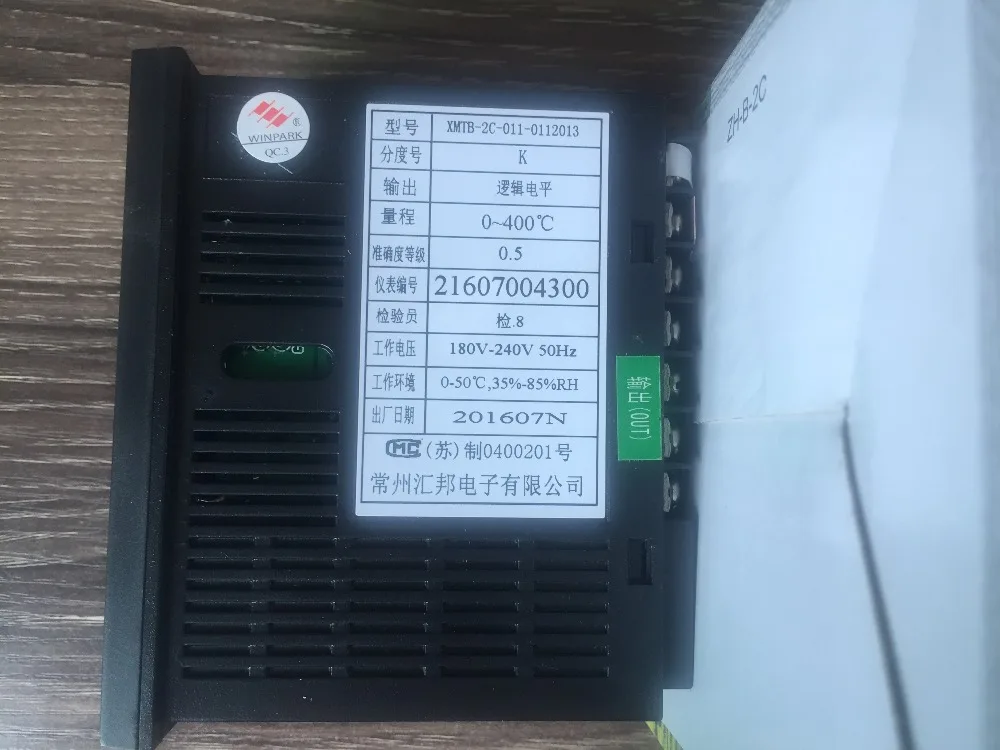 WINPARK
®
QC.3
型号 XMTB-2C-011-0112013
分度号 K
输出 逻辑电平
量程 0~400℃
准确度等级 0.5
仪表编号 21607004300
检验员 检.8
工作电压 180V-240V 50Hz
工作环境 0-50℃,35%-85%RH
出厂日期 201607N
CMC (苏)制0400201号
常州汇邦电子有限公司
输出(OUT)
ZH-B-2C